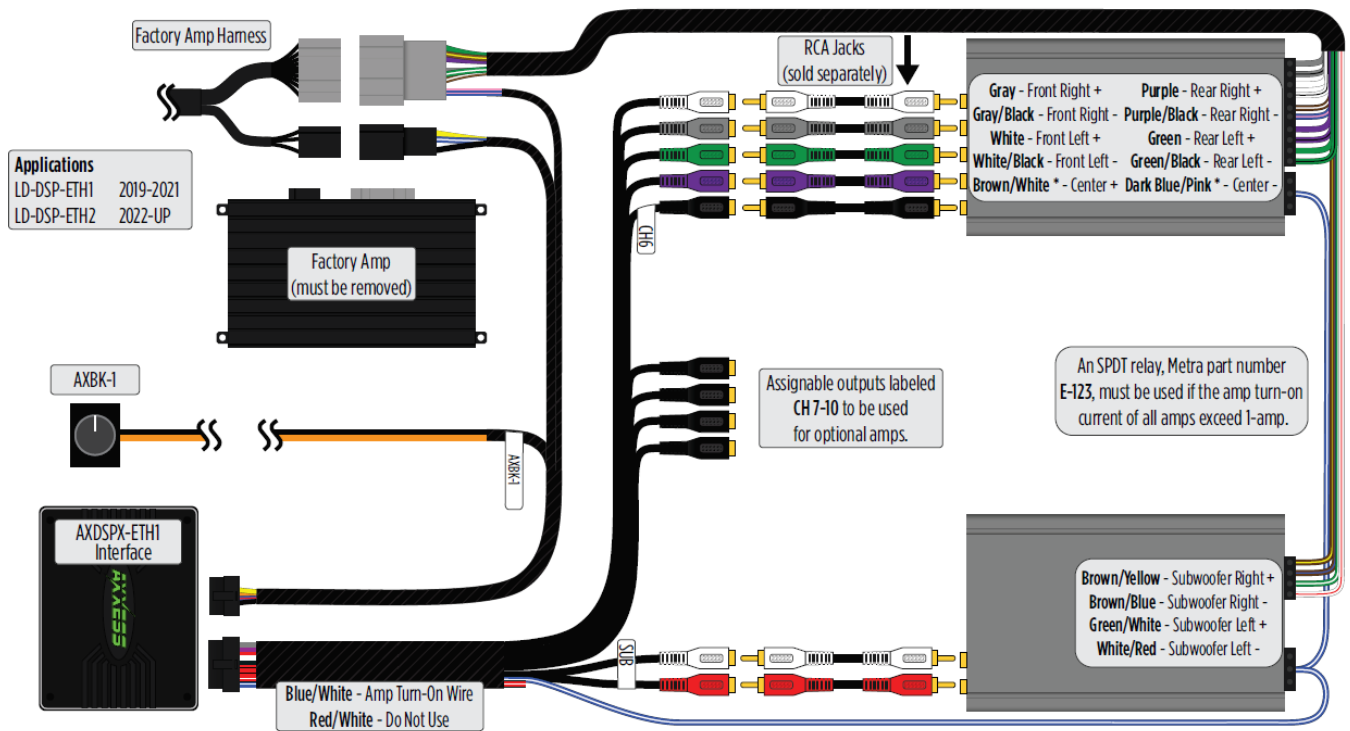 Factory Amp Harness
RCA Jacks
(sold separately)
Gray - Front Right +
Purple - Rear Right +
Gray/Black - Front Right -
Purple/Black - Rear Right -
White - Front Left +
Green - Rear Left +
White/Black - Front Left -
Green/Black - Rear Left -
Brown/White * - Center +
Dark Blue/Pink * - Center -
Applications
LD-DSP-ETH1 2019-2021
LD-DSP-ETH2 2022-UP
CH6
Factory Amp
(must be removed)
AXBK-1
Assignable outputs labeled
CH 7-10 to be used
for optional amps.
An SPDT relay, Metra part number
E-123, must be used if the amp turn-on
current of all amps exceed 1-amp.
AXBK-1
AXDSPX-ETH1
Interface
AXXESS
Brown/Yellow - Subwoofer Right +
Brown/Blue - Subwoofer Right -
Green/White - Subwoofer Left +
White/Red - Subwoofer Left -
SUB
Blue/White - Amp Turn-On Wire
Red/White - Do Not Use